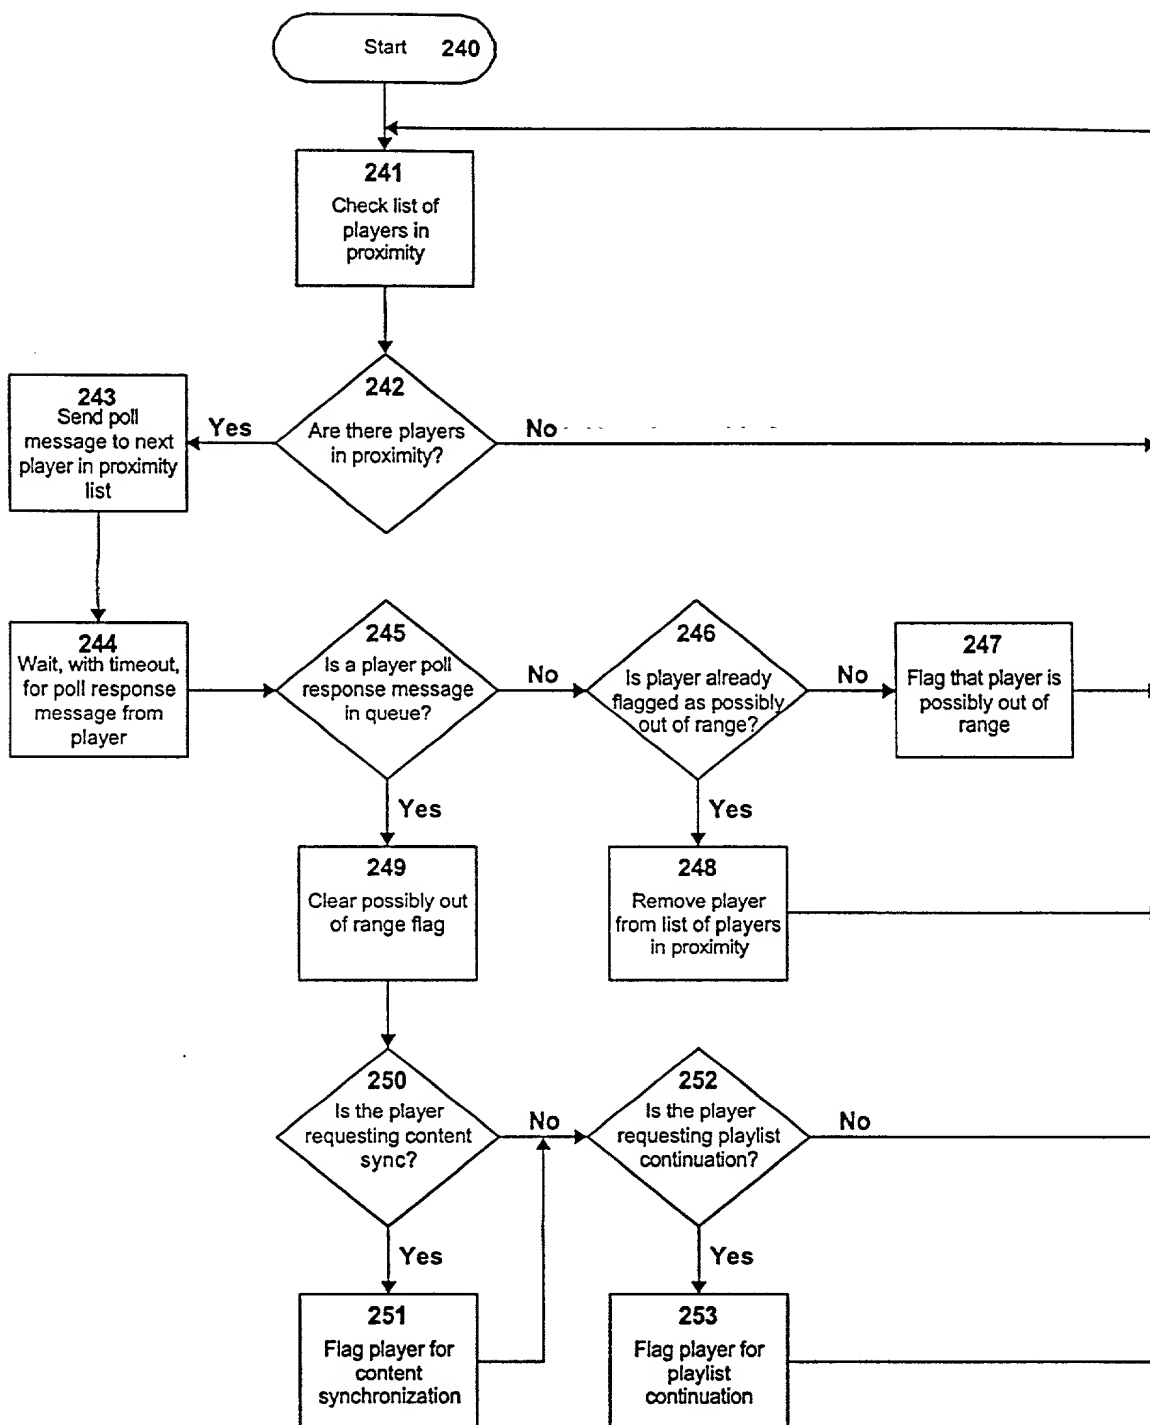 Start 240
241
Check list of
players in
proximity
242
Are there players
in proximity?
Yes
No
243
Send poll
message to next
player in proximity
list
244
Wait, with timeout,
for poll response
message from
player
245
Is a player poll
response message
in queue?
No
Yes
246
Is player already
flagged as possibly
out of range?
No
Yes
247
Flag that player is
possibly out of
range
249
Clear possibly out
of range flag
248
Remove player
from list of players
in proximity
250
Is the player
requesting content
sync?
No
Yes
252
Is the player
requesting playlist
continuation?
No
Yes
251
Flag player for
content
synchronization
253
Flag player for
playlist
continuation